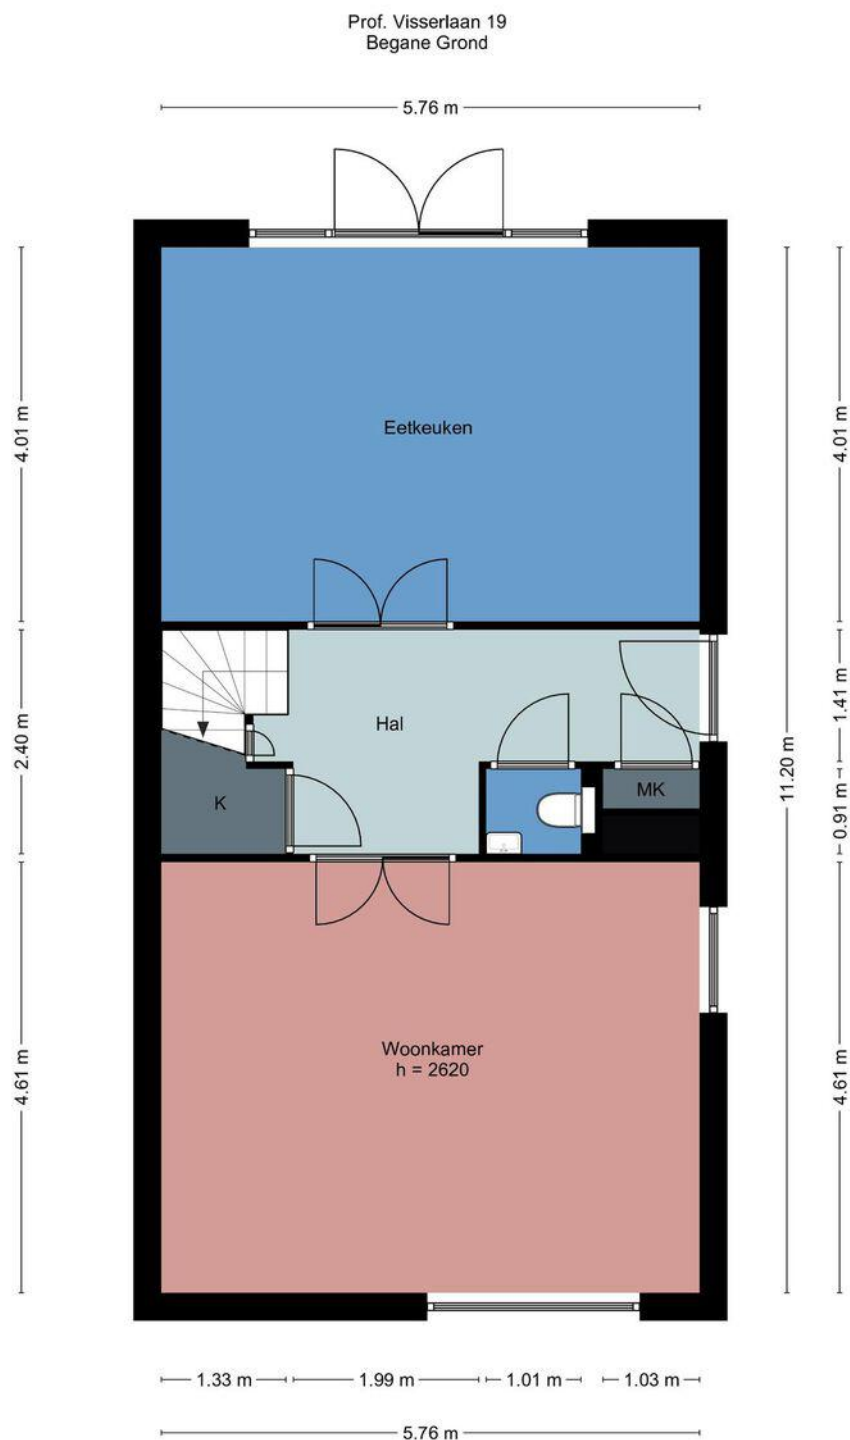 Prof. Visserlaan 19
Begane Grond
5.76 m
4.01 m
4.01 m
Eetkeuken
2.40 m
1.41 m
Hal
11.20 m
0.91 m
K
MK
4.61 m
4.61 m
Woonkamer
h = 2620
1.33 m
1.99 m
1.01 m
1.03 m
5.76 m